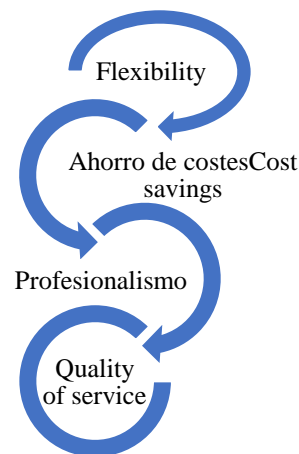 Flexibility
Ahorro de costesCost
savings
Profesionalismo
Quality
of service